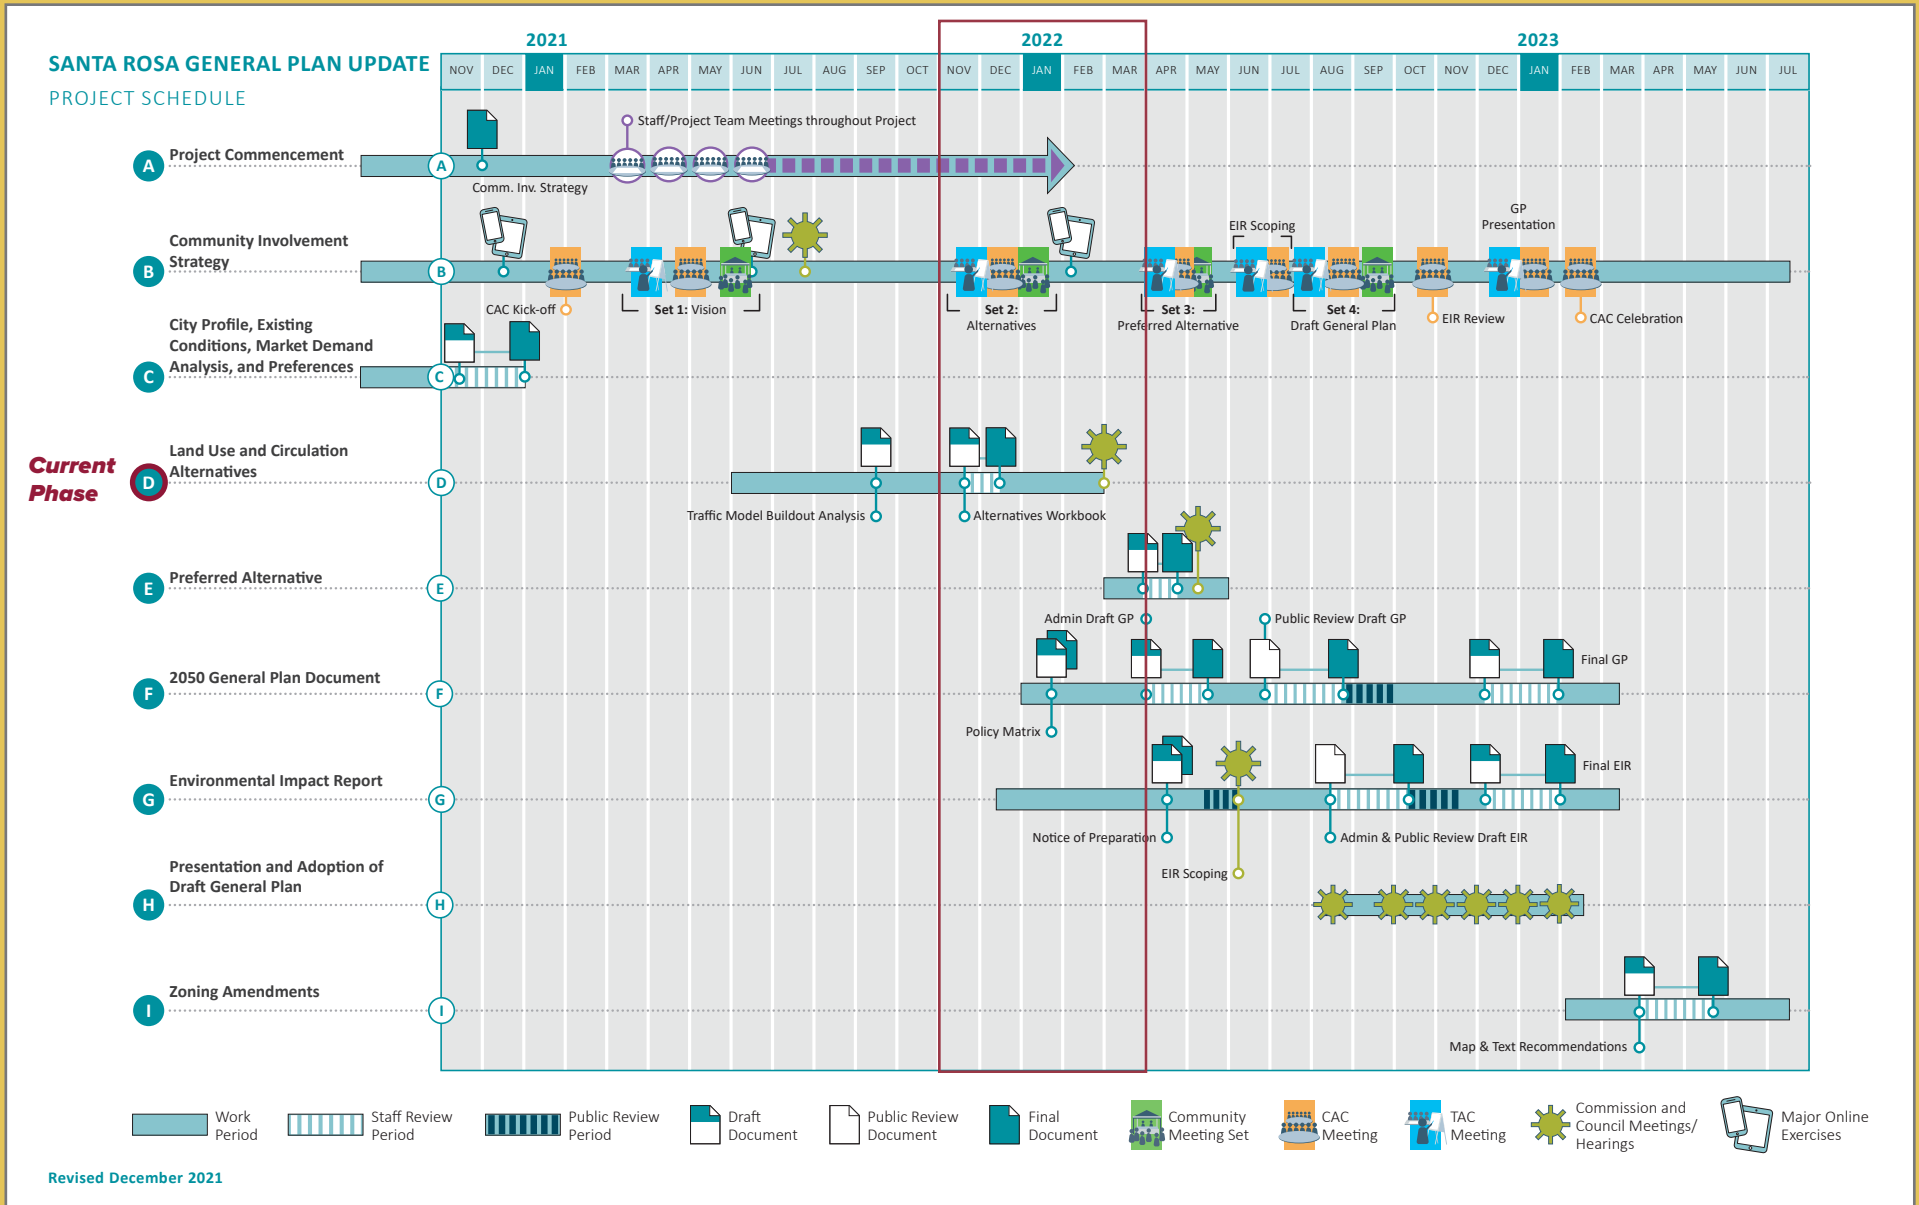 2021
2022
2023
SANTA ROSA GENERAL PLAN UPDATE
PROJECT SCHEDULE
NOV DEC JAN FEB MAR APR MAY JUN JUL AUG SEP OCT NOV DEC JAN FEB MAR APR MAY JUN JUL AUG SEP OCT NOV DEC JAN FEB MAR APR MAY JUN JUL
Staff/Project Team Meetings throughout Project
A
Project Commencement
A
Comm. Inv. Strategy
GP
Presentation
EIR Scoping
B
Community Involvement
Strategy
B
CAC Kick-off
Set 1: Vision
Set 2:
Alternatives
Set 3:
Preferred Alternative
Set 4:
Draft General Plan
EIR Review
CAC Celebration
C
City Profile, Existing
Conditions, Market Demand
Analysis, and Preferences
C
Current
Phase
D
Land Use and Circulation
Alternatives
D
Traffic Model Buildout Analysis
Alternatives Workbook
E
Preferred Alternative
E
Admin Draft GP
Public Review Draft GP
F
2050 General Plan Document
F
Final GP
Policy Matrix
G
Environmental Impact Report
G
Final EIR
Notice of Preparation
Admin & Public Review Draft EIR
EIR Scoping
H
Presentation and Adoption of
Draft General Plan
H
I
Zoning Amendments
I
Map & Text Recommendations
Work
Period
Staff Review
Period
Public Review
Period
Draft
Document
Public Review
Document
Final
Document
Community
Meeting Set
CAC
Meeting
TAC
Meeting
Commission and
Council Meetings/
Hearings
Major Online
Exercises
Revised December 2021